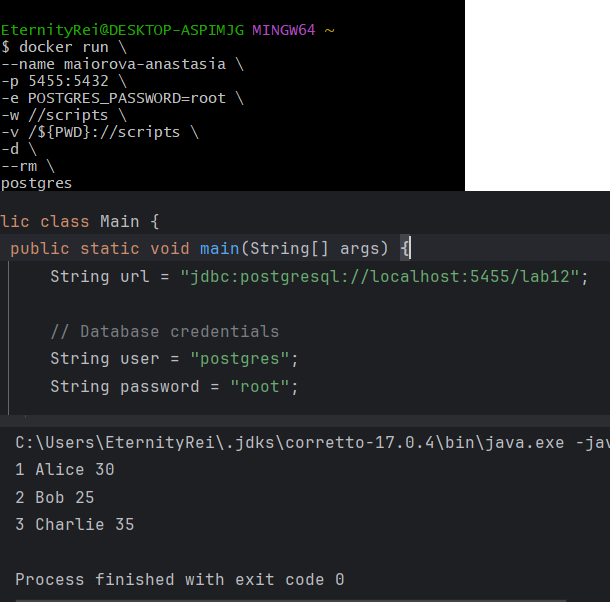 EternityRei@DESKTOP-ASPIMJG MINGW64 ~
$ docker run \
--name maiorova-anastasia \
-p 5455:5432 \
-e POSTGRES_PASSWORD=root \
-w //scripts \
-v /${PWD}://scripts \
-d \
--rm \
postgres
lic class Main {
public static void main(String[] args) {
String url = "jdbc:postgresql://localhost:5455/lab12";
// Database credentials
String user = "postgres";
String password = "root";
C:\Users\EternityRei\.jdks\corretto-17.0.4\bin\java.exe -jav
1 Alice 30
2 Bob 25
3 Charlie 35
Process finished with exit code 0